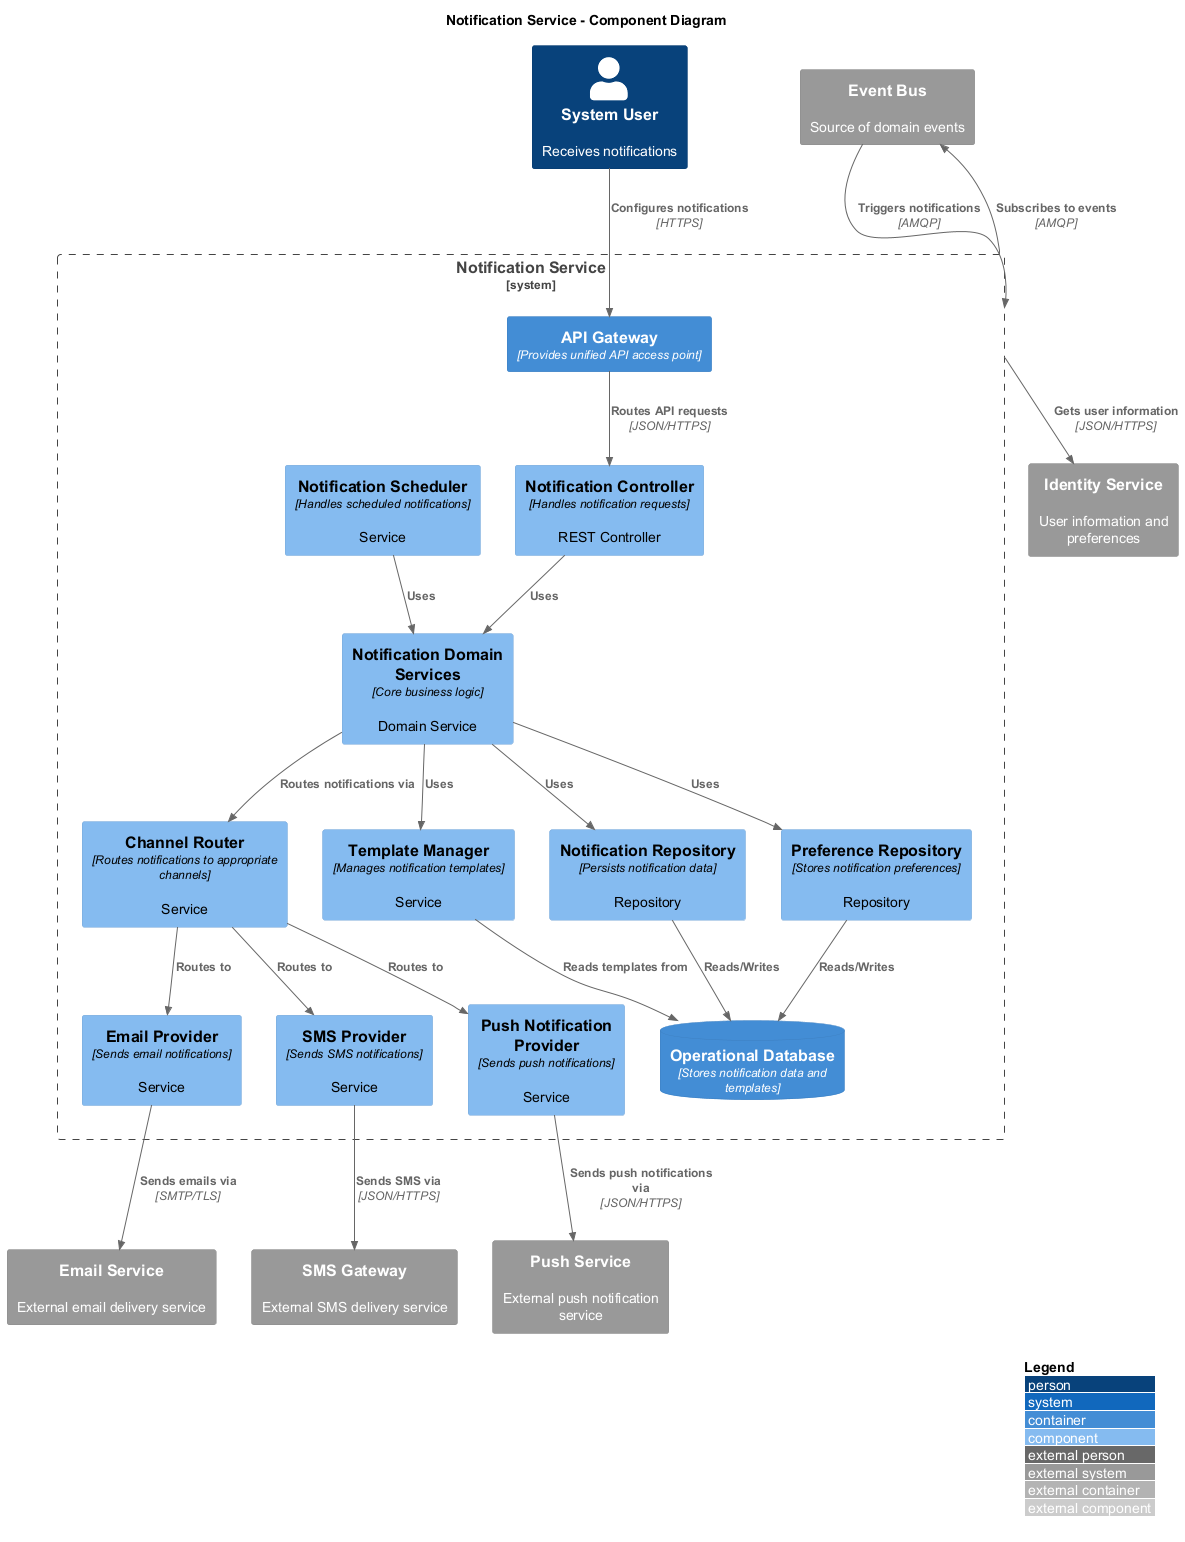 Notification Service - Component Diagram
System User
Receives notifications
Event Bus
Source of domain events
Configures notifications
[HTTPS]
Triggers notifications
[AMQP]
Subscribes to events
[AMQP]
Notification Service
[system]
API Gateway
[Provides unified API access point]
Routes API requests
[JSON/HTTPS]
Gets user information
[JSON/HTTPS]
Notification Scheduler
[Handles scheduled notifications]
Service
Notification Controller
[Handles notification requests]
REST Controller
Identity Service
User information and
preferences
Uses
Uses
Notification Domain
Services
[Core business logic]
Domain Service
Routes notifications via
Uses
Uses
Uses
Channel Router
[Routes notifications to appropriate
channels]
Service
Template Manager
[Manages notification templates]
Service
Notification Repository
[Persists notification data]
Repository
Preference Repository
[Stores notification preferences]
Repository
Routes to
Routes to
Routes to
Reads templates from
Reads/Writes
Reads/Writes
Email Provider
[Sends email notifications]
Service
SMS Provider
[Sends SMS notifications]
Service
Push Notification
Provider
[Sends push notifications]
Service
Operational Database
[Stores notification data and
templates]
Sends emails via
[SMTP/TLS]
Sends SMS via
[JSON/HTTPS]
Sends push notifications
via
[JSON/HTTPS]
Email Service
External email delivery service
SMS Gateway
External SMS delivery service
Push Service
External push notification
service
Legend
person
system
container
component
external person
external system
external container
external component